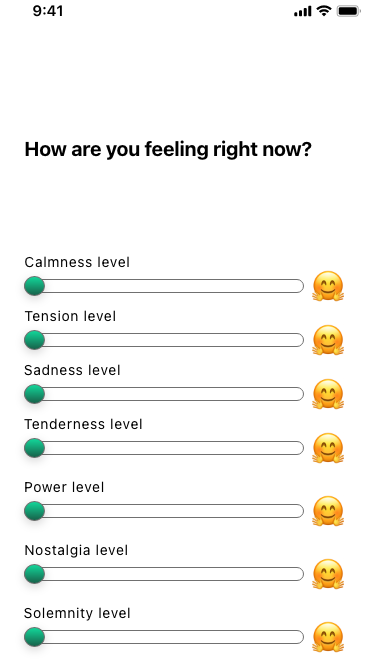 9:41
How are you feeling right now?
Calmness level
Tension level
Sadness level
Tenderness level
Power level
Nostalgia level
Solemnity level